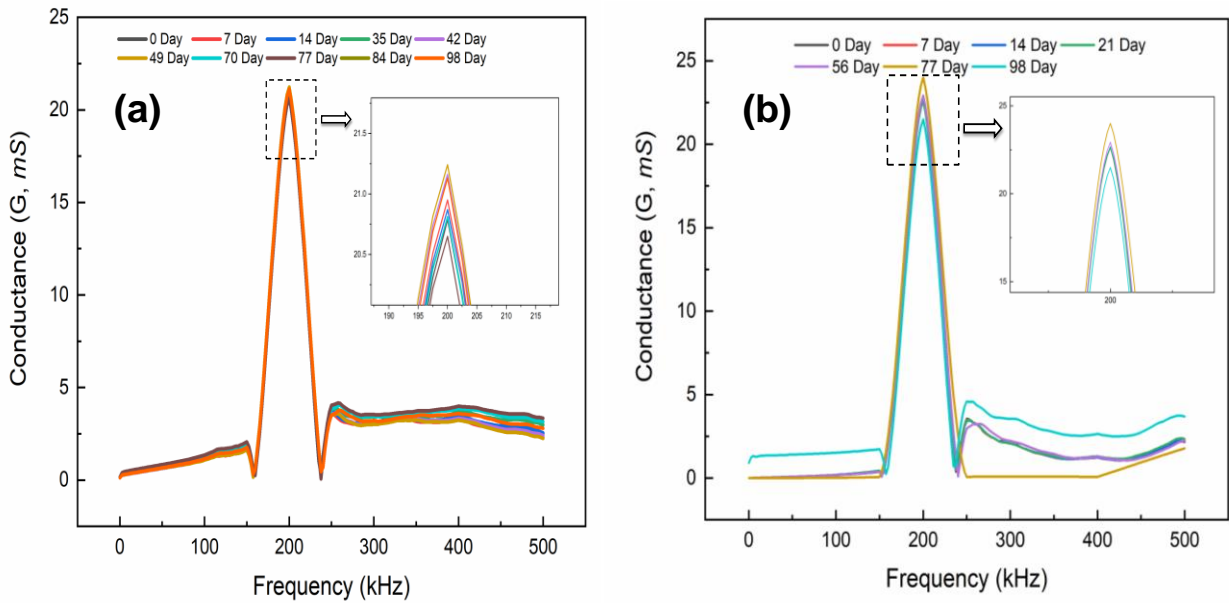 (a)
0 Day 7 Day 14 Day 35 Day 42 Day
49 Day 70 Day 77 Day 84 Day 98 Day
Conductance (G, mS)
25
20
15
10
5
0
0 100 200 300 400 500
Frequency (kHz)
21.5
21.0
20.5
190 195 200 205 210 215
(b)
0 Day 7 Day 14 Day 21 Day
56 Day 77 Day 98 Day
Conductance (G, mS)
25
20
15
10
5
0
0 100 200 300 400 500
Frequency (kHz)
25
20
15
200